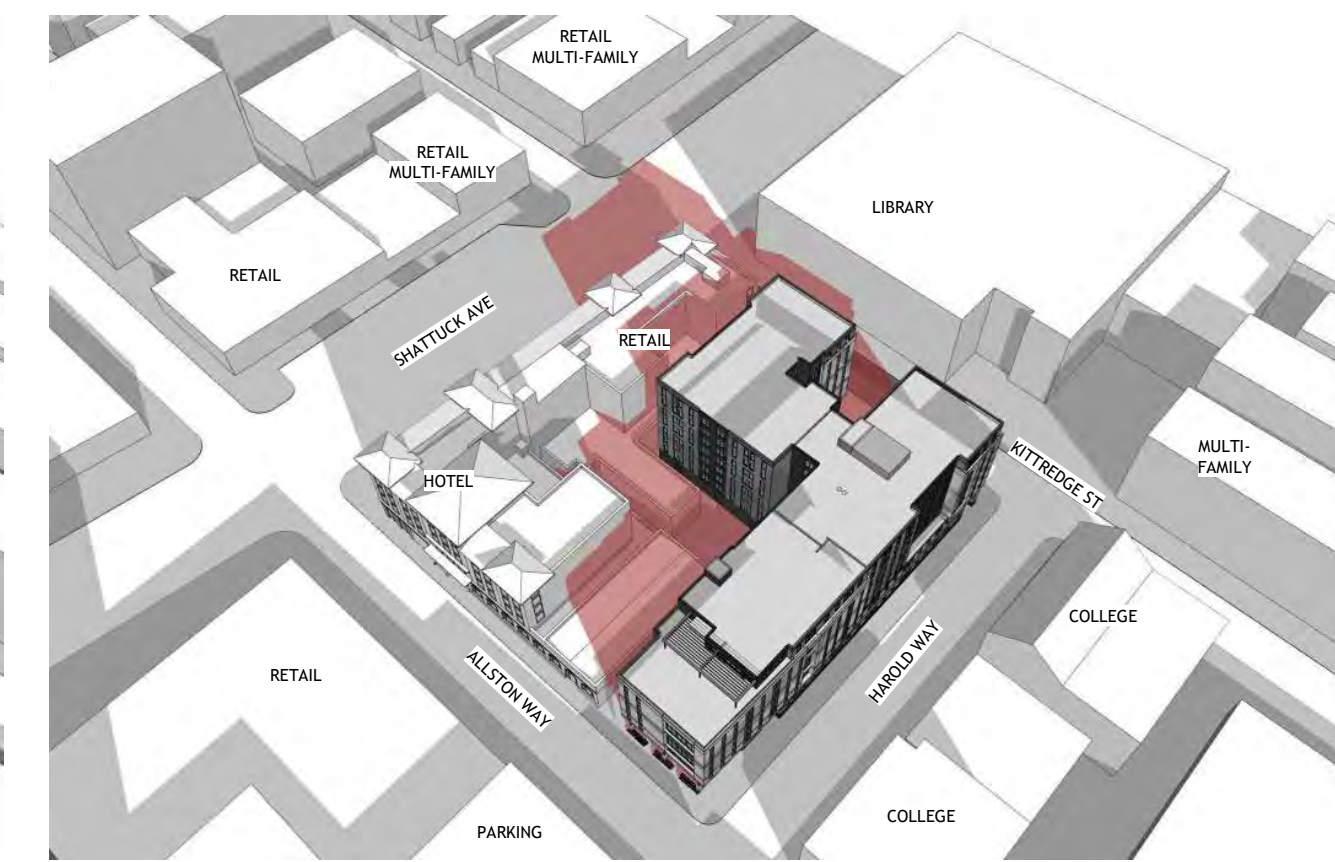 RETAIL
MULTI-FAMILY
RETAIL
MULTI-FAMILY
LIBRARY
RETAIL
SHATTUCK AVE
RETAIL
HOTEL
KITTREDGE ST
MULTI-
FAMILY
COLLEGE
HAROLD WAY
RETAIL
ALLSTON WAY
COLLEGE
PARKING